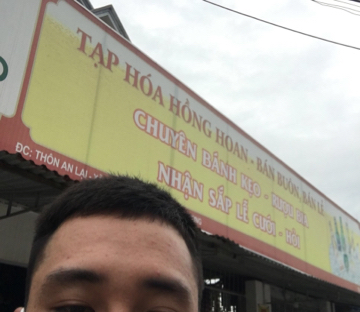 TẠP HÓA HỒNG HOAN - BÁN BUÔN, BÁN LẺ
CHUYÊN BÁNH KẸO - RƯỢU BIA
NHẬN SẮP LỄ CƯỚI - HỎI
ĐC: THÔN AN LẠI -